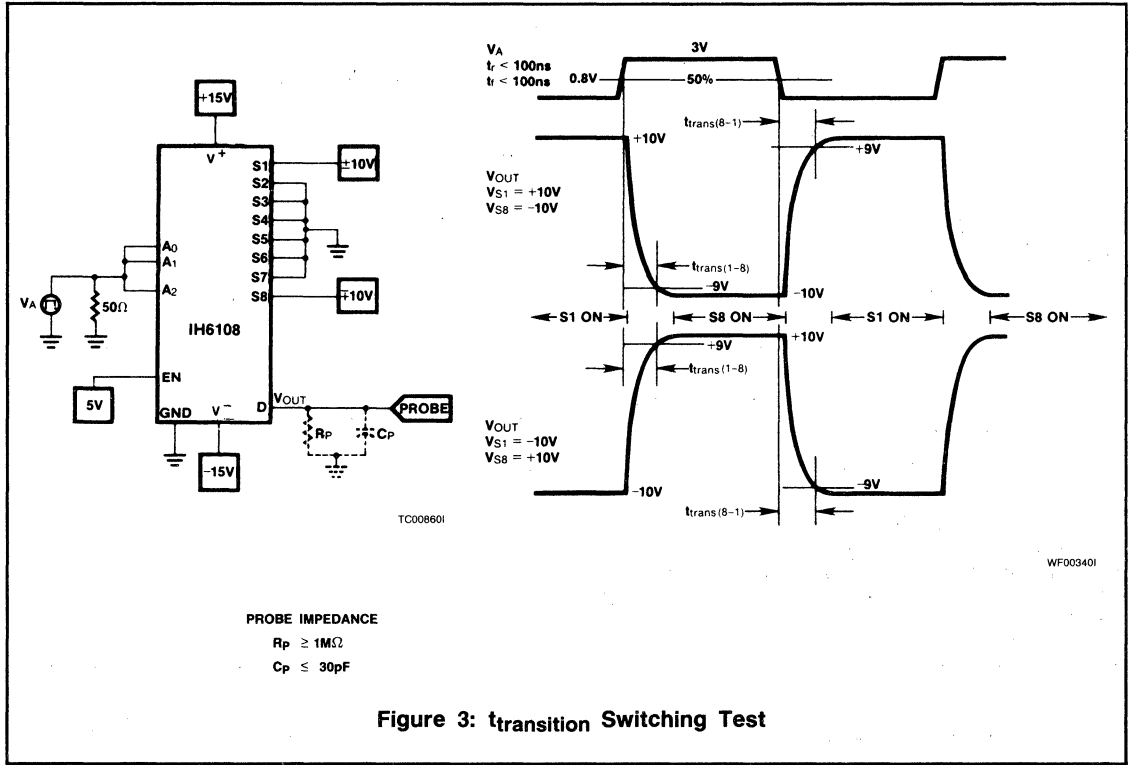 +15V
V+
S1
±10V
S2
S3
S4
S5
S6
S7
S8
∓10V
A0
A1
A2
VA
50Ω
IH6108
EN
5V
GND
V−
D
VOUT
PROBE
RP
CP
−15V
TC00860I
VA
tr < 100ns
tf < 100ns
0.8V
3V
50%
ttrans(8−1)
+10V
+9V
VOUT
VS1 = +10V
VS8 = −10V
ttrans(1−8)
−9V
−10V
S1 ON
S8 ON
S1 ON
S8 ON
+9V
+10V
ttrans(1−8)
VOUT
VS1 = −10V
VS8 = +10V
−10V
−9V
ttrans(8−1)
WF00340I
PROBE IMPEDANCE
RP ≥ 1MΩ
CP ≤ 30pF
Figure 3: ttransition Switching Test